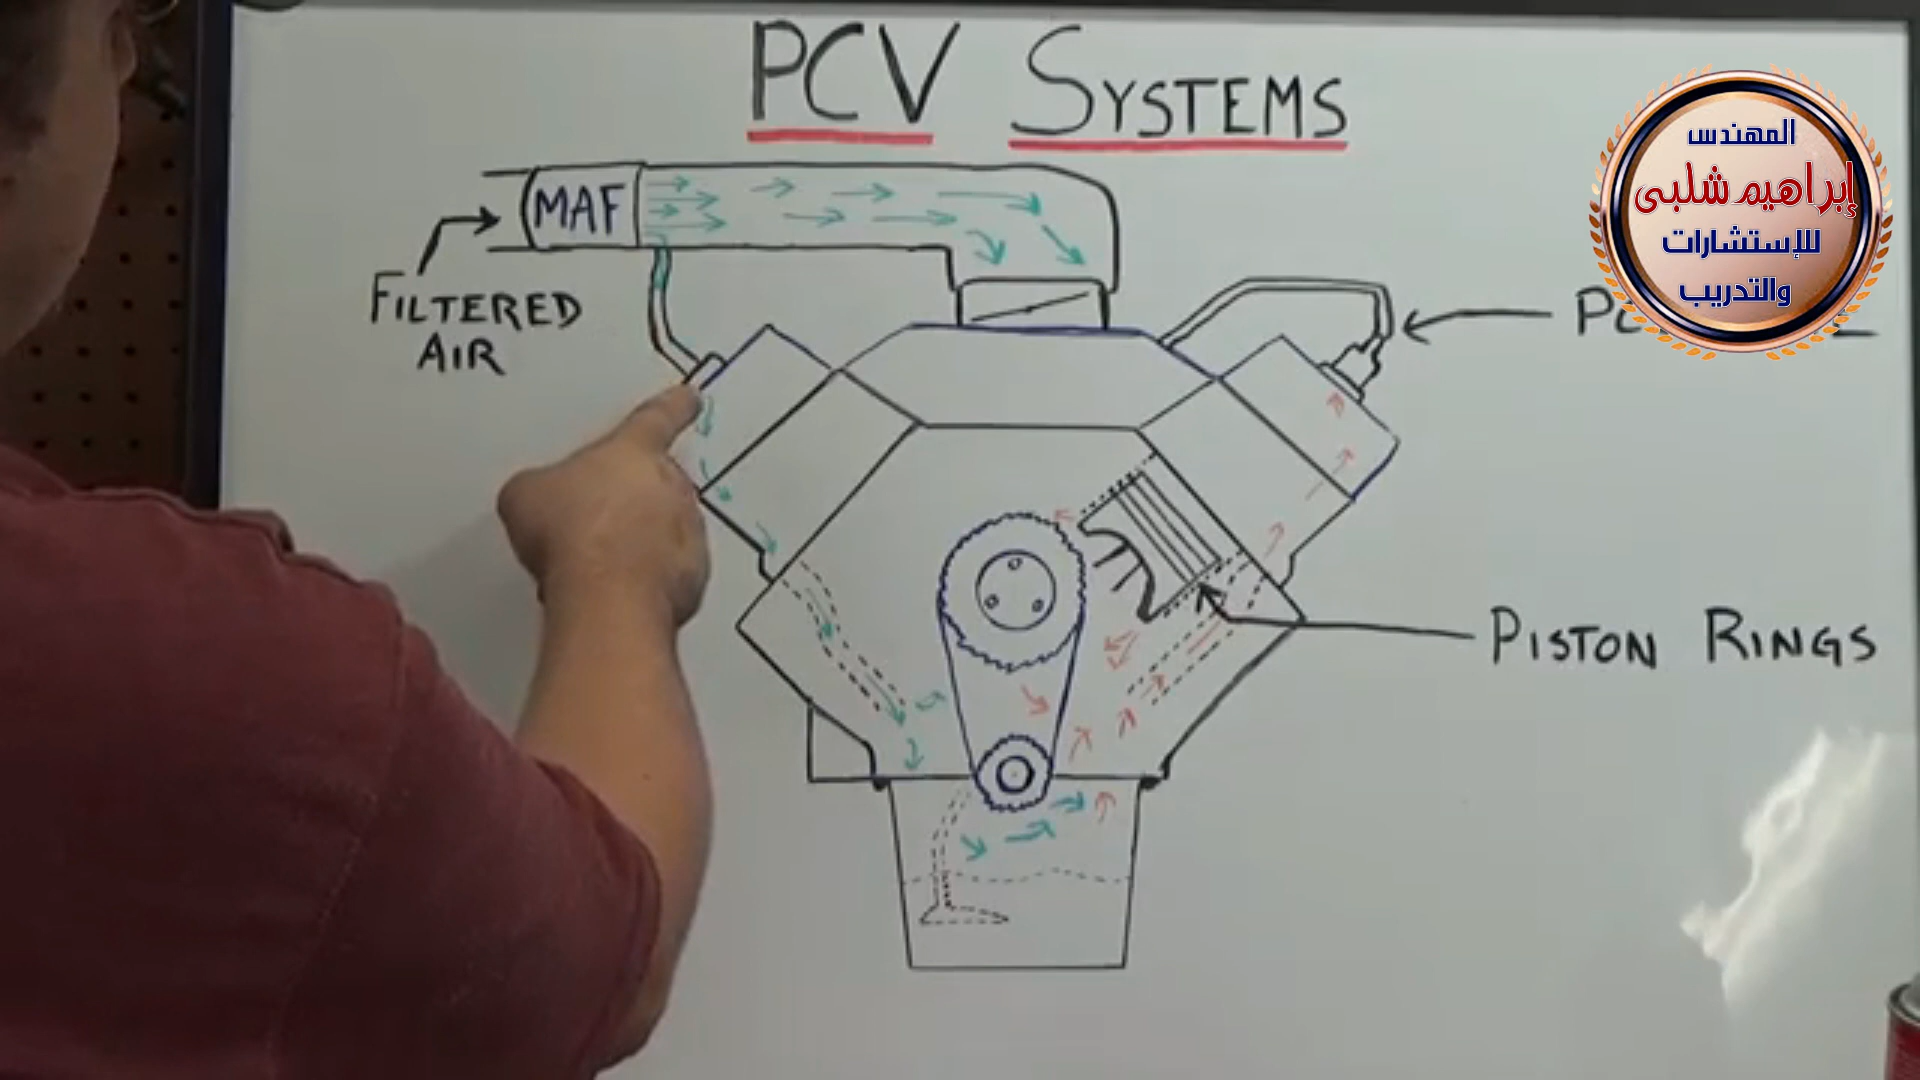 PCV SYSTEMS
المهندس
إبراهيم شلبى
للإستشارات
والتدريب
MAF
FILTERED
AIR
PISTON RINGS